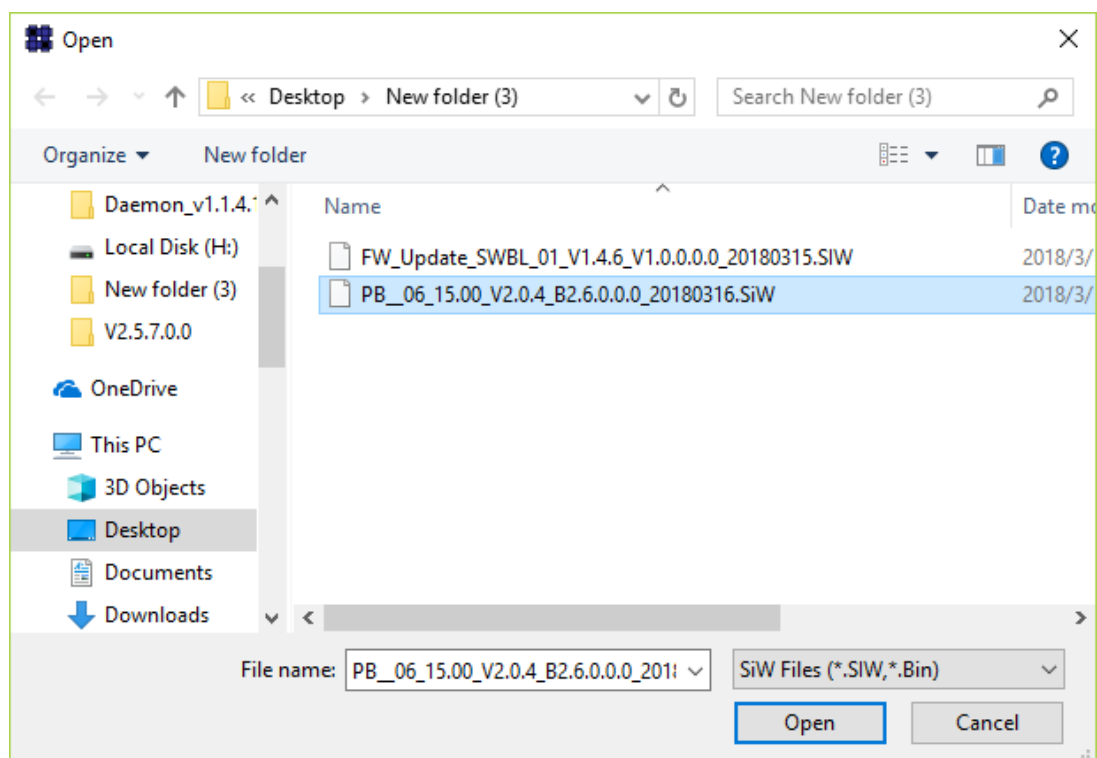 Open
« Desktop > New folder (3)
Search New folder (3)
Organize
New folder
Daemon_v1.1.4.
Local Disk (H:)
New folder (3)
V2.5.7.0.0
OneDrive
This PC
3D Objects
Desktop
Documents
Downloads
Name
Date mo
FW_Update_SWBL_01_V1.4.6_V1.0.0.0.0_20180315.SIW
2018/3/
PB__06_15.00_V2.0.4_B2.6.0.0.0_20180316.SiW
2018/3/
File name:
PB__06_15.00_V2.0.4_B2.6.0.0.0_201
SiW Files (*.SIW,*.Bin)
Open
Cancel